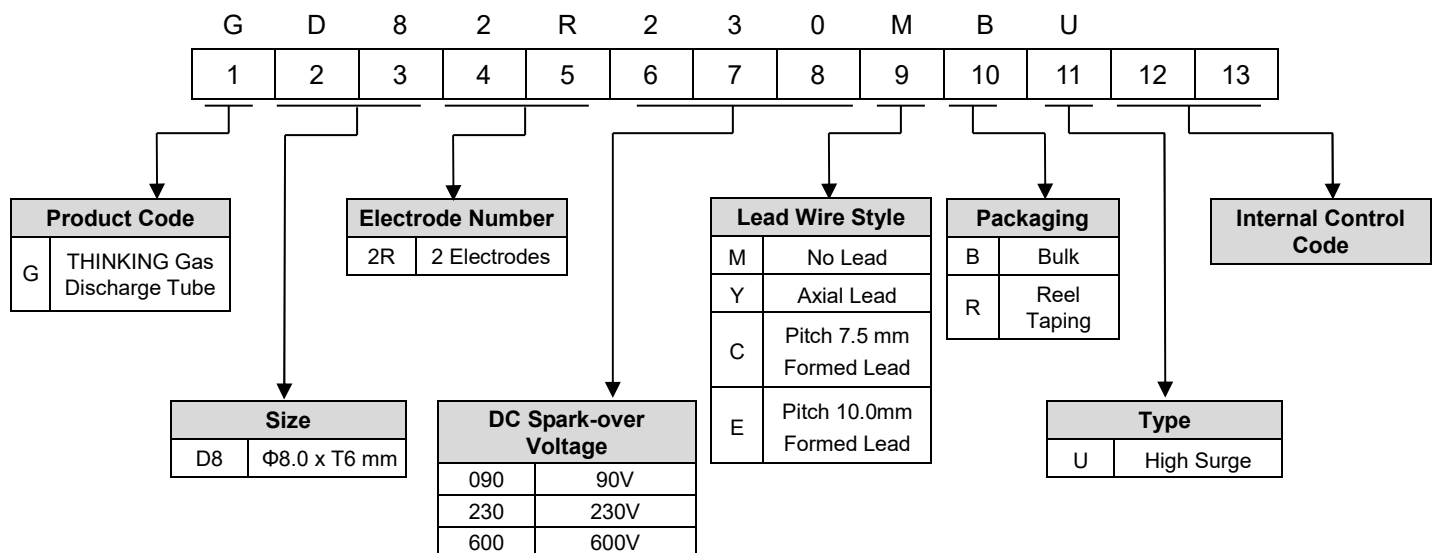 G D 8 2 R 2 3 0 M B U
1 2 3 4 5 6 7 8 9 10 11 12 13
Product Code
G THINKING Gas
Discharge Tube
Electrode Number
2R 2 Electrodes
Lead Wire Style
M No Lead
Y Axial Lead
C Pitch 7.5 mm
Formed Lead
E Pitch 10.0mm
Formed Lead
Packaging
B Bulk
R Reel
Taping
Internal Control
Code
Size
D8 Φ8.0 x T6 mm
DC Spark-over
Voltage
090 90V
230 230V
600 600V
Type
U High Surge